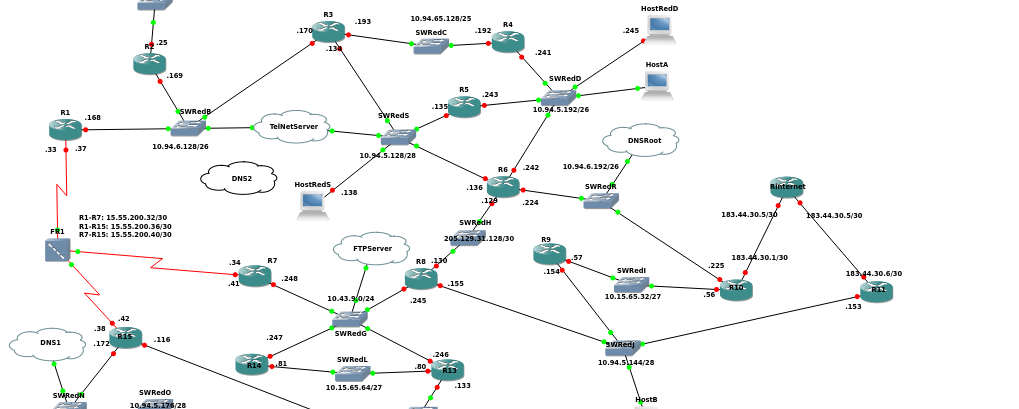 HostRedD
R3
.193
10.94.65.128/25
.192
R4
.245
.170
SWRedC
R2
.25
.134
.241
HostA
.169
SWRedD
R5
.243
SWRedB
.135
10.94.5.192/26
R1
.168
TelNetServer
SWRedS
DNSRoot
.33
.37
10.94.6.128/26
10.94.5.128/28
10.94.6.192/26
R6
.242
DNS2
HostRedS
.138
.136
SWRedR
RInternet
.129
.224
R1-R7: 15.55.200.32/30
R1-R15: 15.55.200.36/30
R7-R15: 15.55.200.40/30
183.44.30.5/30
183.44.30.5/30
FR1
SWRedH
205.129.31.128/30
FTPServer
R9
.57
183.44.30.1/30
.34
R7
R8
.130
.154
SWRedI
.225
183.44.30.6/30
.41
.248
.155
R10
R11
10.43.9.0/24
.245
10.15.65.32/27
.56
.153
.42
.38
SWRedG
DNS1
.172
R15
.116
.247
SWRedJ
R14
.81
SWRedL
.246
.80
R13
10.94.5.144/28
10.15.65.64/27
.133
SWRedN
SWRedO
10.94.5.176/28
HostB